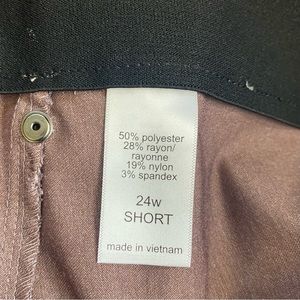 50% polyester
28% rayon/
rayonne
19% nylon
3% spandex
24w
SHORT
made in vietnam